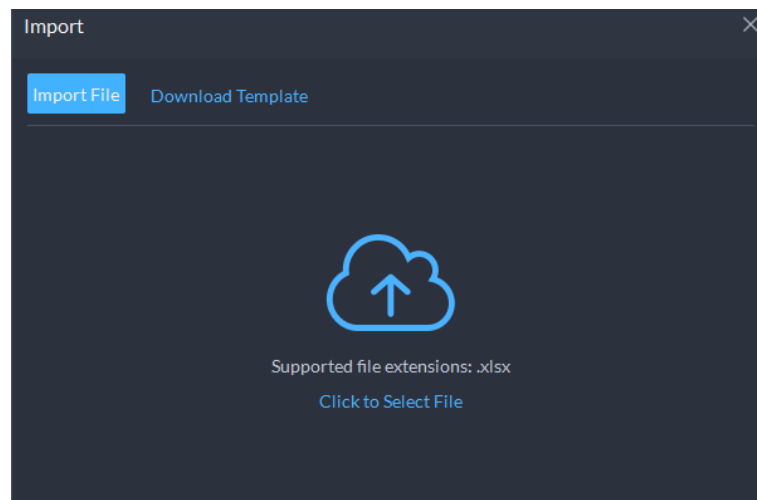 Import
Import File
Download Template
Supported file extensions: .xlsx
Click to Select File